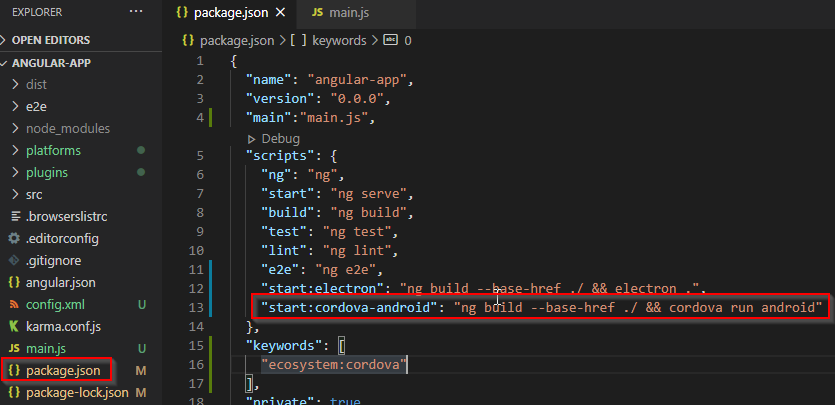 EXPLORER
OPEN EDITORS
ANGULAR-APP
dist
e2e
node_modules
platforms
plugins
src
.browserslistrc
.editorconfig
.gitignore
angular.json
config.xml U
karma.conf.js
main.js U
package.json M
package-lock.json M
package.json main.js
package.json > [ ] keywords > abc 0
1 {
2 "name": "angular-app",
3 "version": "0.0.0",
4 "main":"main.js",
Debug
5 "scripts": {
6 "ng": "ng",
7 "start": "ng serve",
8 "build": "ng build",
9 "test": "ng test",
10 "lint": "ng lint",
11 "e2e": "ng e2e",
12 "start:electron": "ng build --base-href ./ && electron .",
13 "start:cordova-android": "ng build --base-href ./ && cordova run android"
14 },
15 "keywords": [
16 "ecosystem:cordova"
17 ],
18 "private": true,